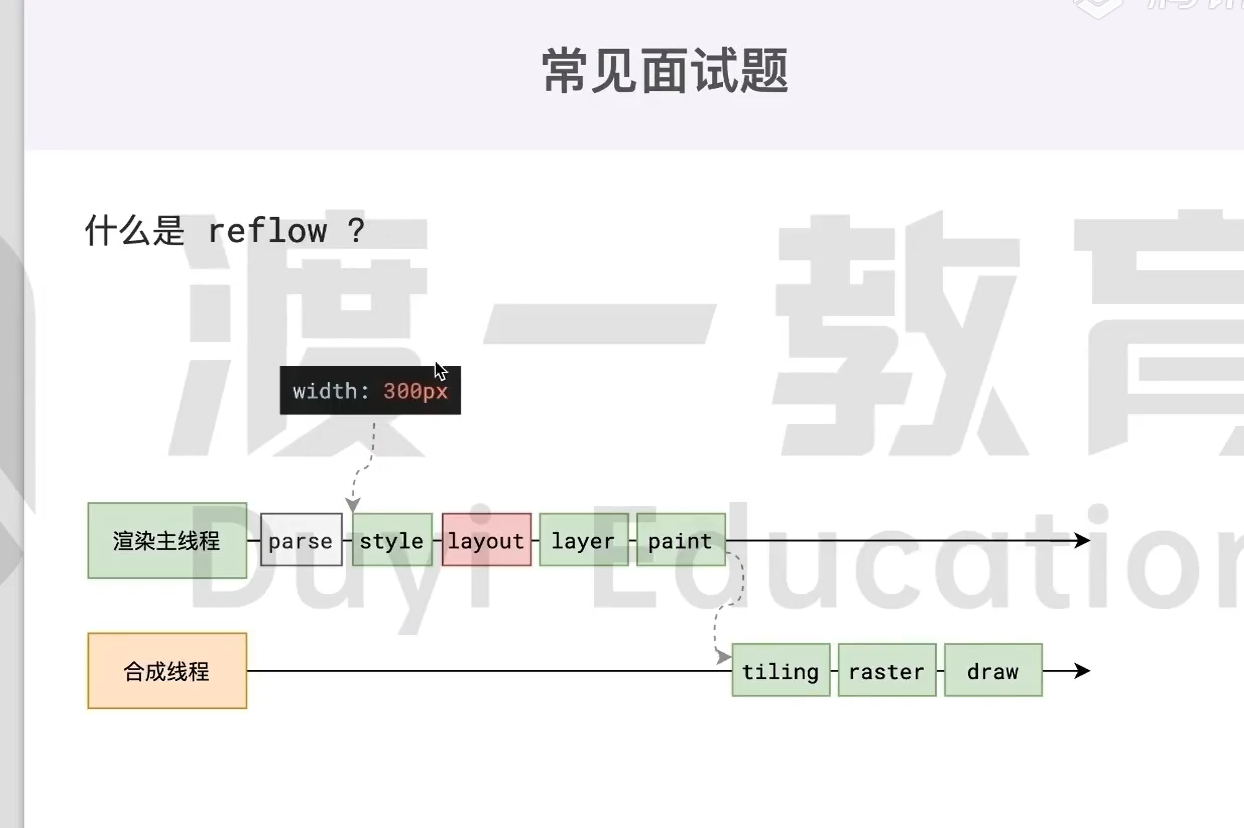 常见面试题
什么是 reflow ?
渡一教育
width: 300px
渲染主线程 parse style layout layer paint
Duyi Education
合成线程 tiling raster draw